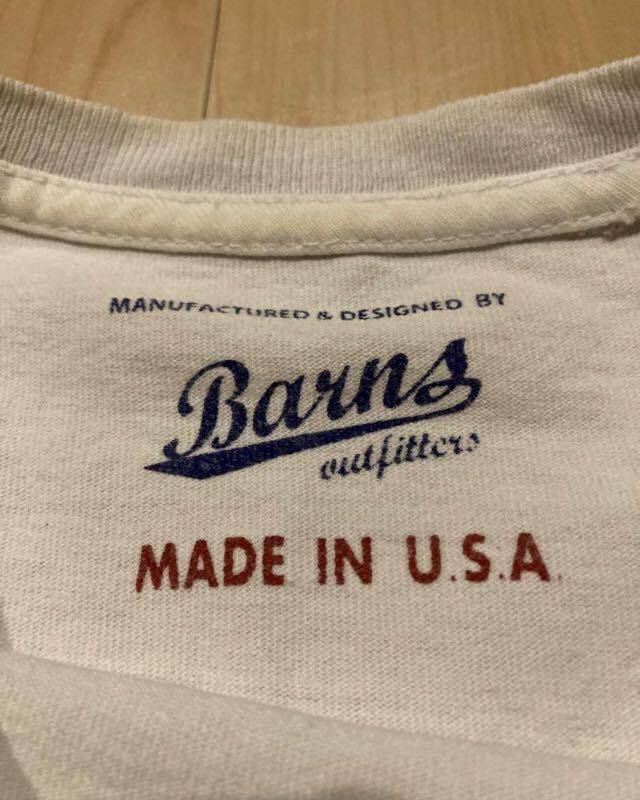 MANUFACTURED & DESIGNED BY
Barns
outfitters
MADE IN U.S.A.